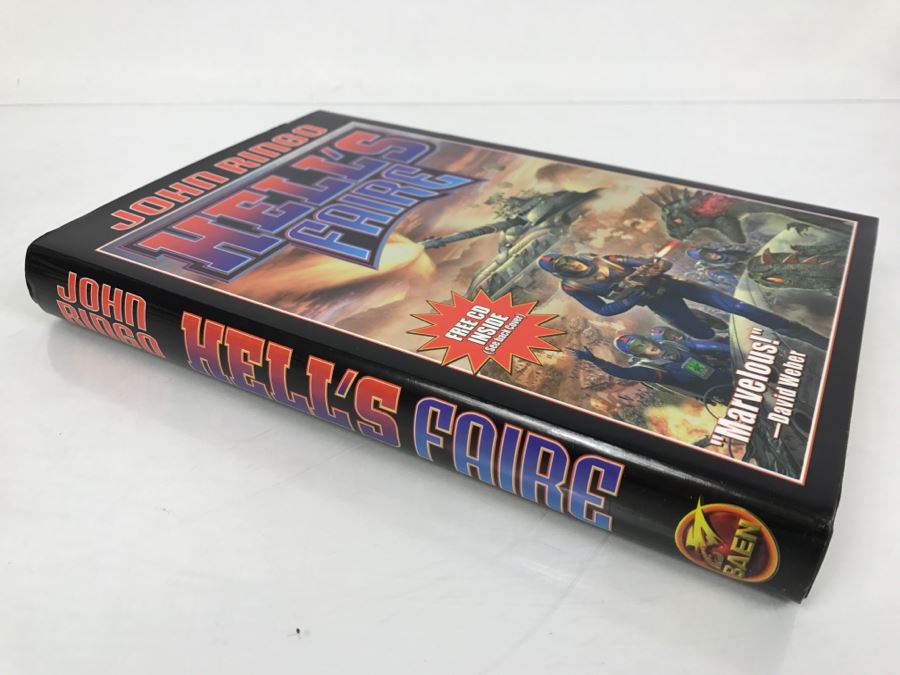 JOHN RINGO
HELL'S
FAIRE
FREE CD
INSIDE
(See Back Cover)
"Marvelous!"
—David Weber
JOHN
RINGO
HELL'S FAIRE
BAEN